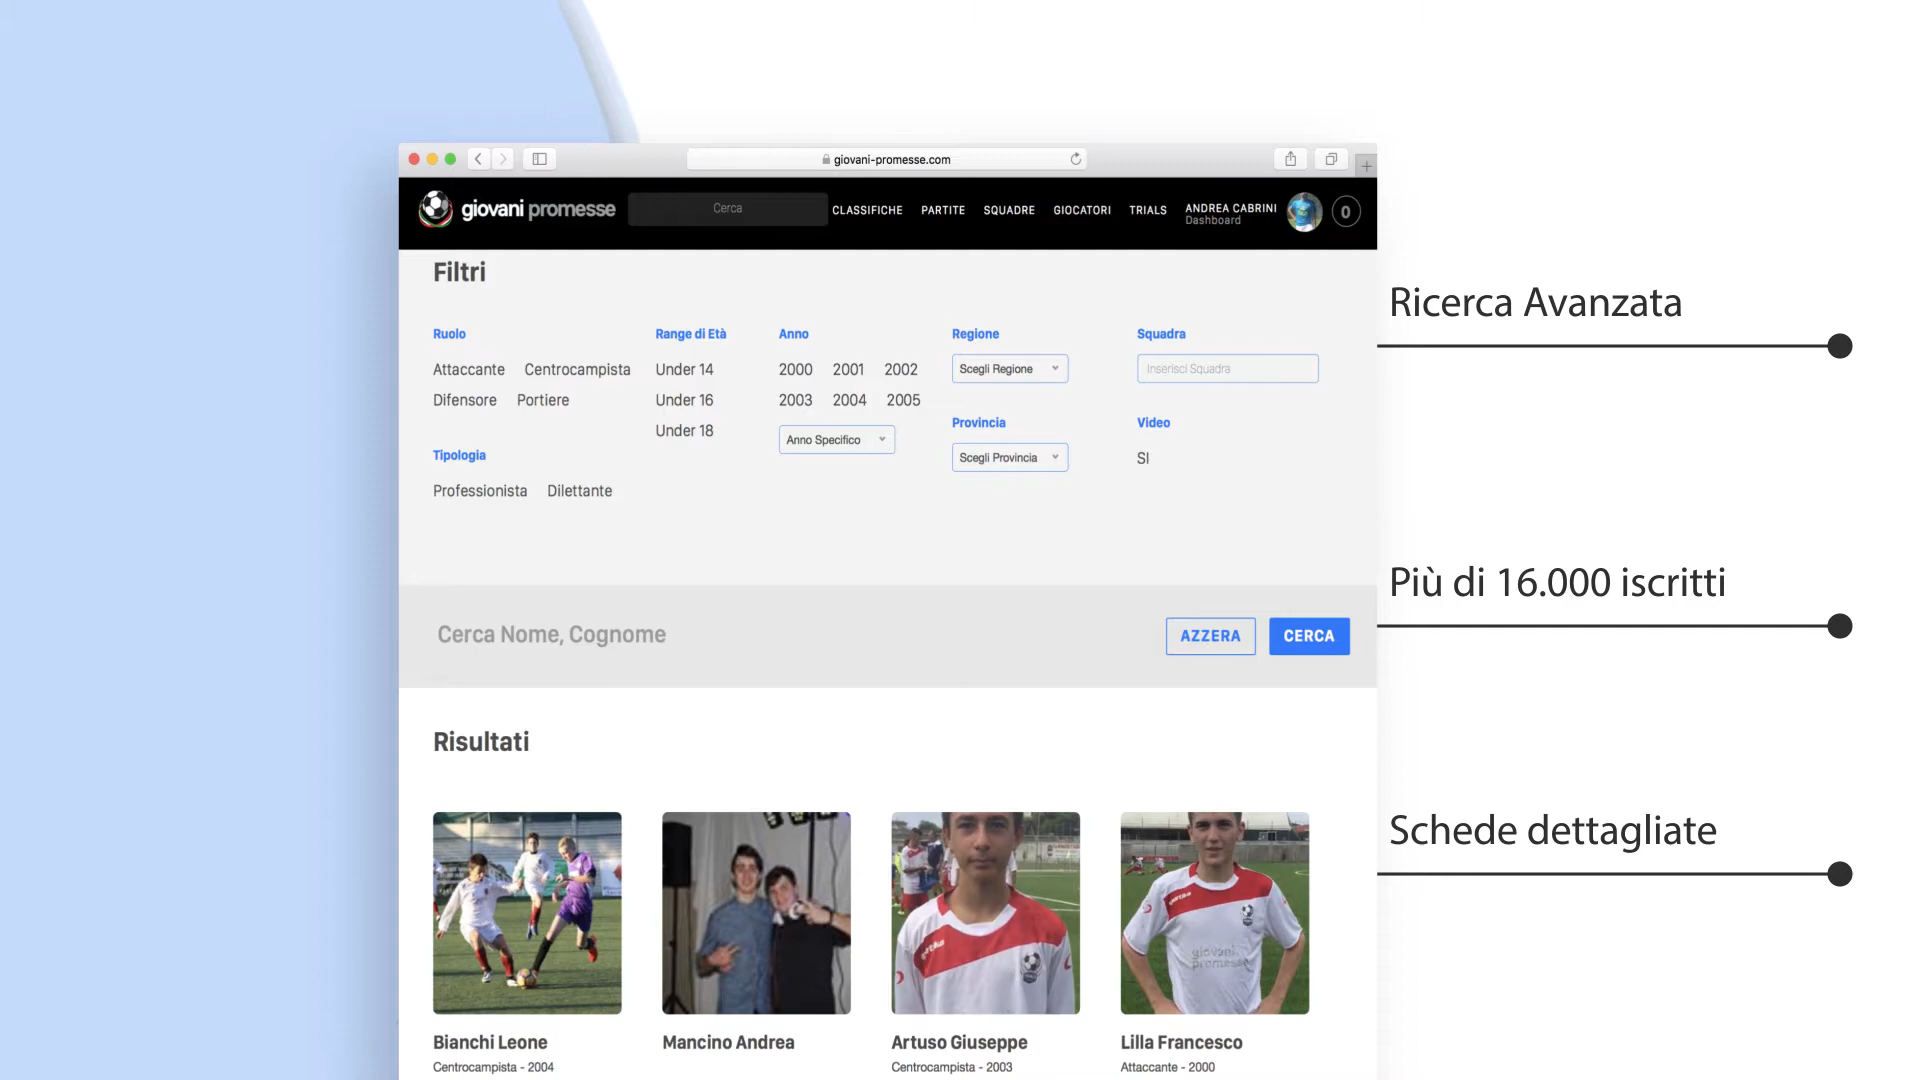 giovani-promesse.com
giovani promesse
Cerca
CLASSIFICHE
PARTITE
SQUADRE
GIOCATORI
TRIALS
ANDREA CABRINI
Dashboard
0
Filtri
Ruolo
Attaccante Centrocampista
Difensore Portiere
Tipologia
Professionista Dilettante
Range di Età
Under 14
Under 16
Under 18
Anno
2000 2001 2002
2003 2004 2005
Anno Specifico
Regione
Scegli Regione
Provincia
Scegli Provincia
Squadra
Inserisci Squadra
Video
SI
Ricerca Avanzata
Cerca Nome, Cognome
AZZERA
CERCA
Più di 16.000 iscritti
Risultati
Schede dettagliate
giovani
promesse
Bianchi Leone
Centrocampista - 2004
Mancino Andrea
Artuso Giuseppe
Centrocampista - 2003
Lilla Francesco
Attaccante - 2000